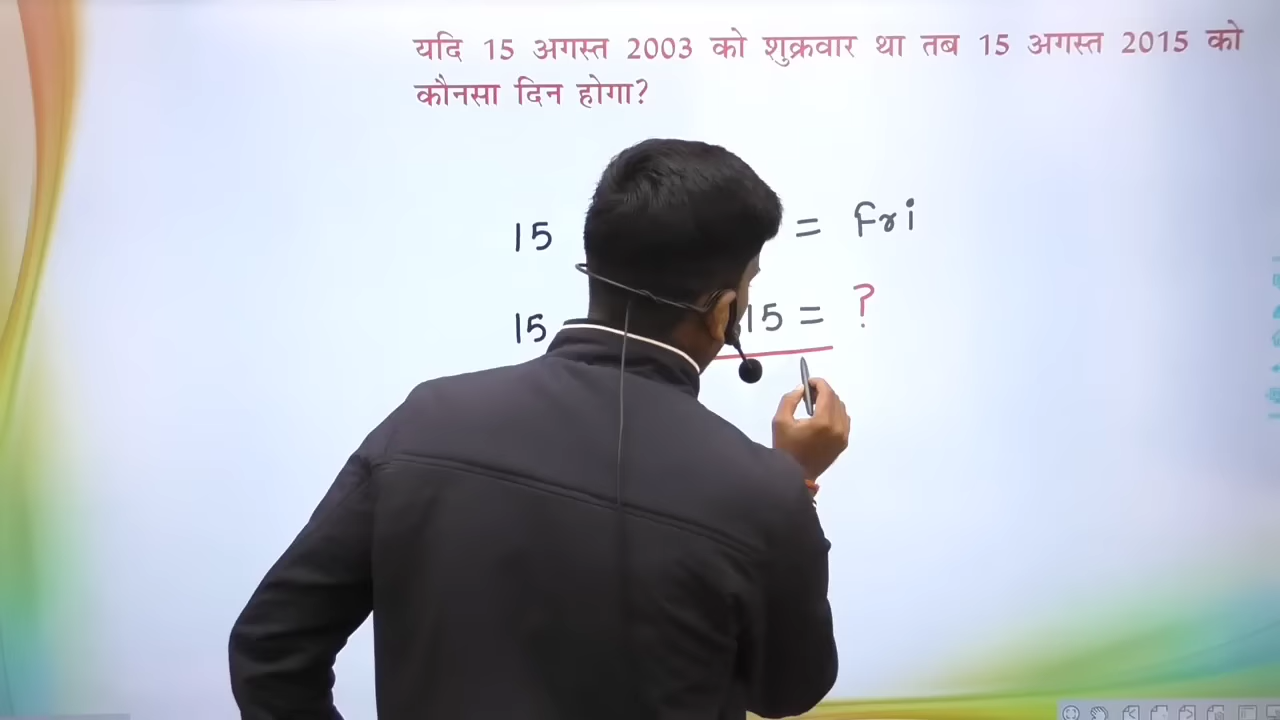 यदि 15 अगस्त 2003 को शुक्रवार था तब 15 अगस्त 2015 को
कौनसा दिन होगा?
15 = Fri
15 15 = ?